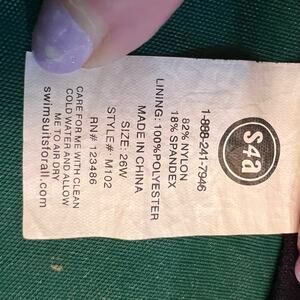 s4a
1-888-241-7946
82% NYLON
18% SPANDEX
LINING: 100%POLYESTER
MADE IN CHINA
SIZE: 26W
STYLE#: M102
RN# 123486
CARE FOR ME WITH CLEAN
COLD WATER AND ALLOW
ME TO AIR DRY
swimsuitsforall.com